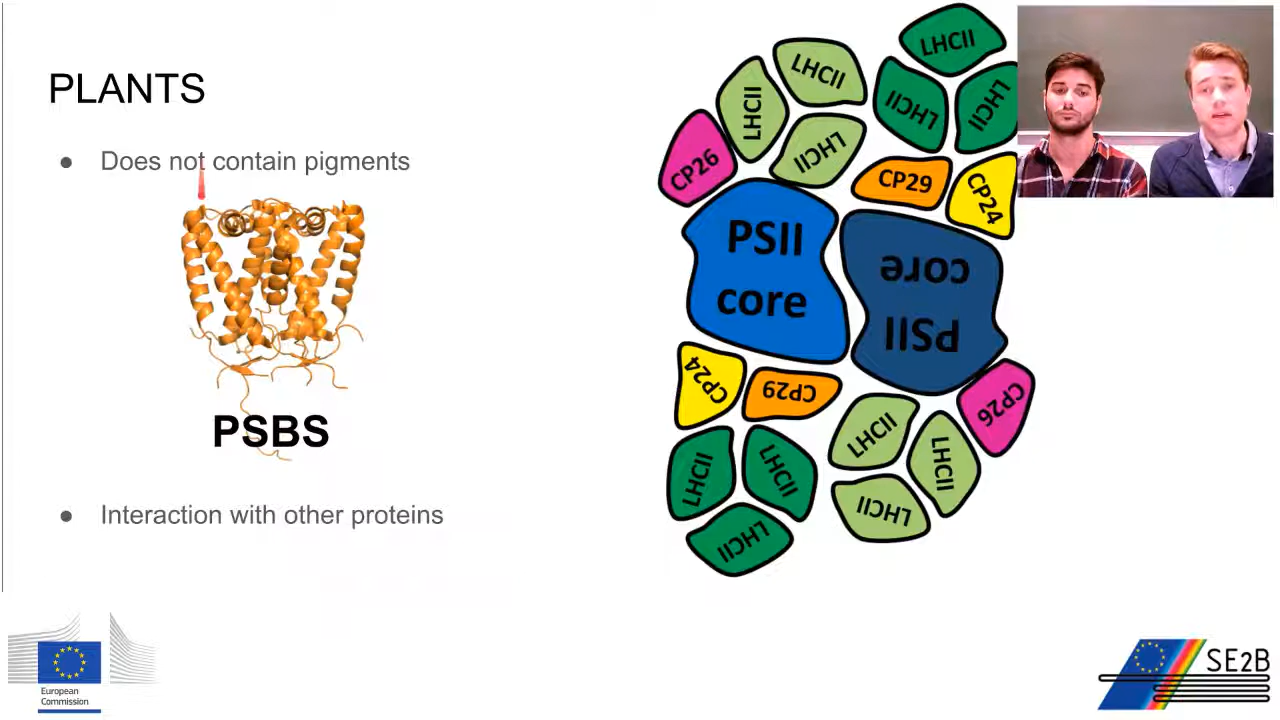 PLANTS
● Does not contain pigments
PSBS
● Interaction with other proteins
LHCII
LHCII
LHCII
LHCII
LHCII
LHCII
CP26
CP29
CP24
PSII
core
PSII
core
CP24
CP29
CP26
LHCII
LHCII
LHCII
LHCII
LHCII
LHCII
European
Commission
SE2B